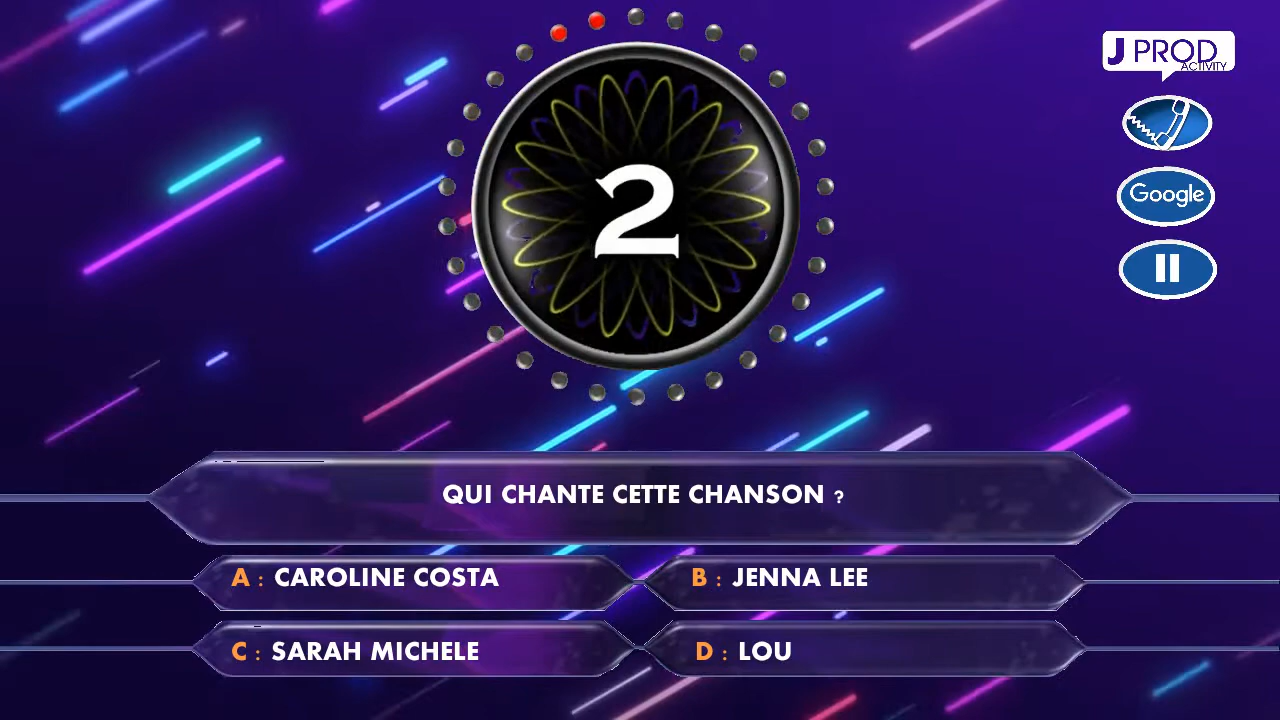 J PROD
ACTIVITY
Google
2
QUI CHANTE CETTE CHANSON ?
A : CAROLINE COSTA
B : JENNA LEE
C : SARAH MICHELE
D : LOU